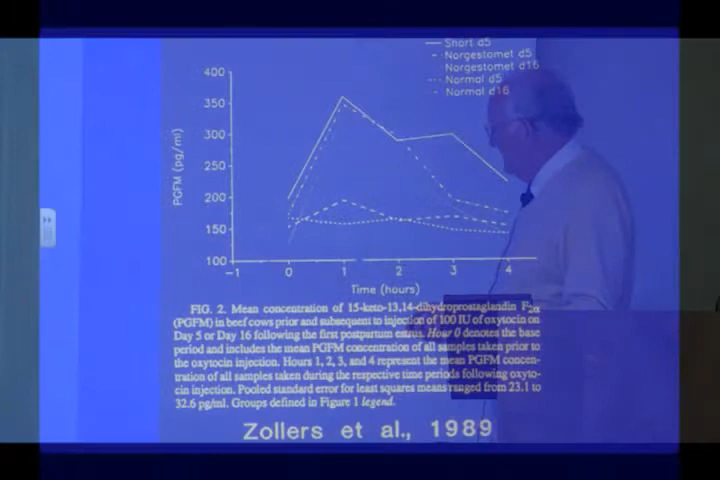 Short d5
Norgestomet d5
Norgestomet d16
Normal d5
Normal d16
400
350
300
250
200
150
100
PGFM (pg/ml)
-1
0
1
2
3
4
Time (hours)
FIG. 2. Mean concentration of 15-keto-13,14-dihydroprostaglandin F2α
(PGFM) in beef cows prior and subsequent to injection of 100 IU of oxytocin on
Day 5 or Day 16 following the first postpartum estrus. Hour 0 denotes the base
period and includes the mean PGFM concentration of all samples taken prior to
the oxytocin injection. Hours 1, 2, 3, and 4 represent the mean PGFM concen-
tration of all samples taken during the respective time periods following oxyto-
cin injection. Pooled standard error for least squares means ranged from 23.1 to
32.6 pg/ml. Groups defined in Figure 1 legend.
Zollers et al., 1989